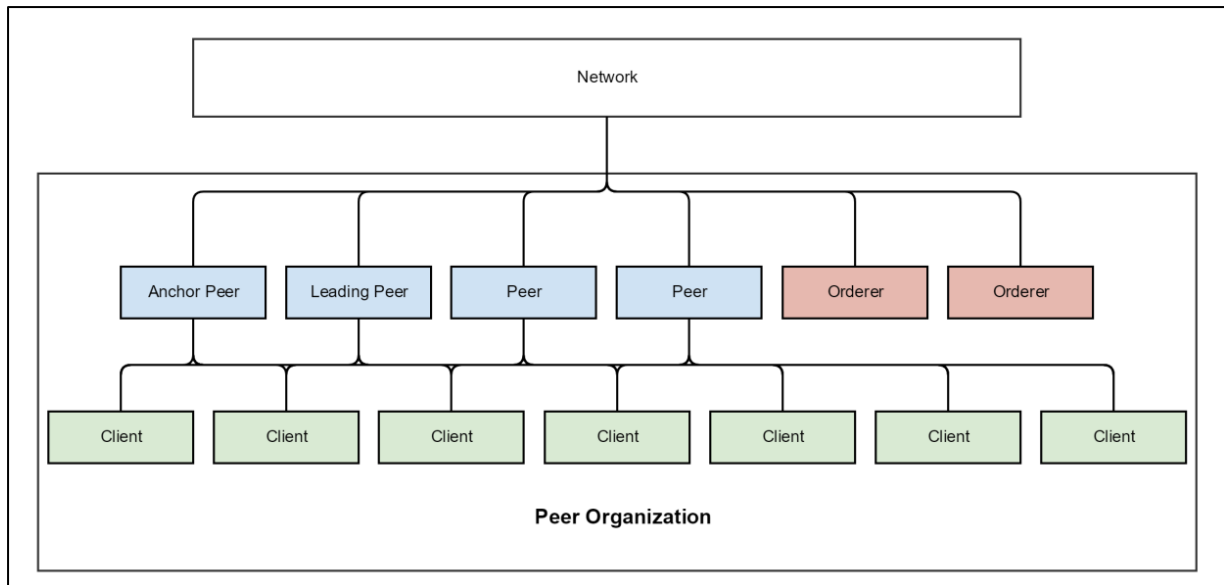 Network
Anchor Peer
Leading Peer
Peer
Peer
Orderer
Orderer
Client
Client
Client
Client
Client
Client
Client
Peer Organization